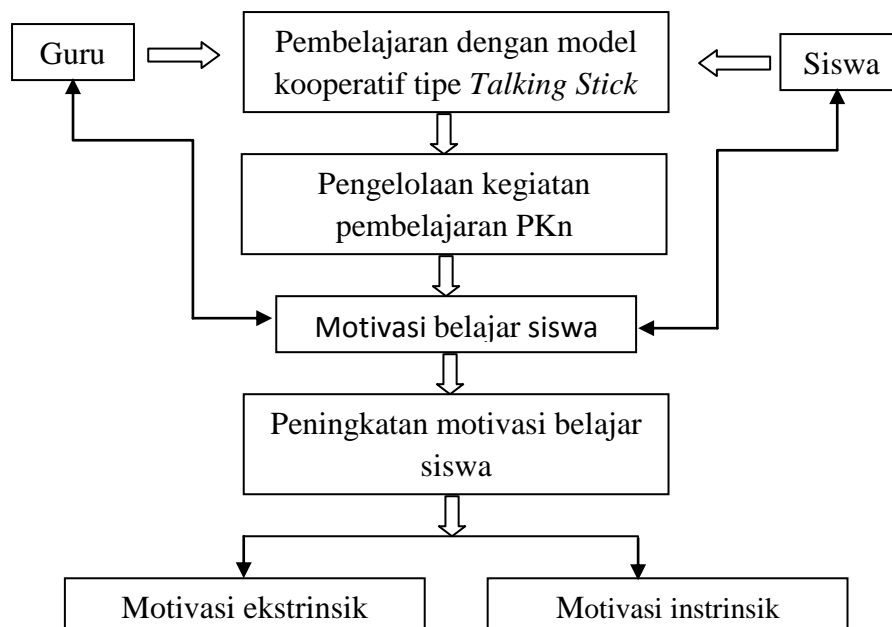 Guru
Pembelajaran dengan model
kooperatif tipe Talking Stick
Siswa
Pengelolaan kegiatan
pembelajaran PKn
Motivasi belajar siswa
Peningkatan motivasi belajar
siswa
Motivasi ekstrinsik
Motivasi instrinsik